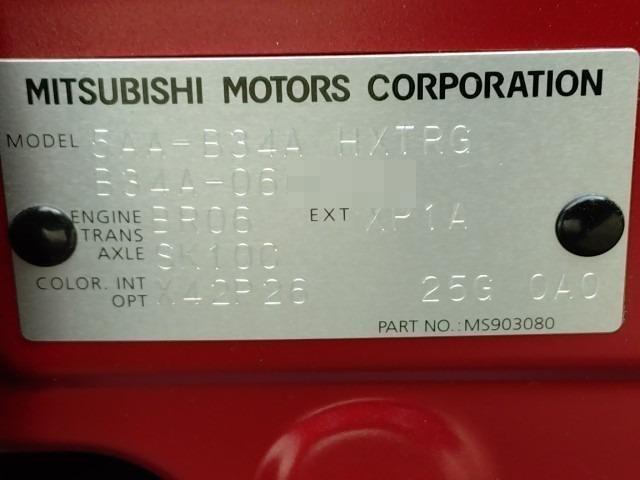 MITSUBISHI MOTORS CORPORATION
MODEL 5AA-B34A HXTRG
B34A-06
ENGINE BR06 EXT XP1A
TRANS
AXLE SK10C
COLOR. INT X42P26 25G 0A0
OPT
PART NO.:MS903080